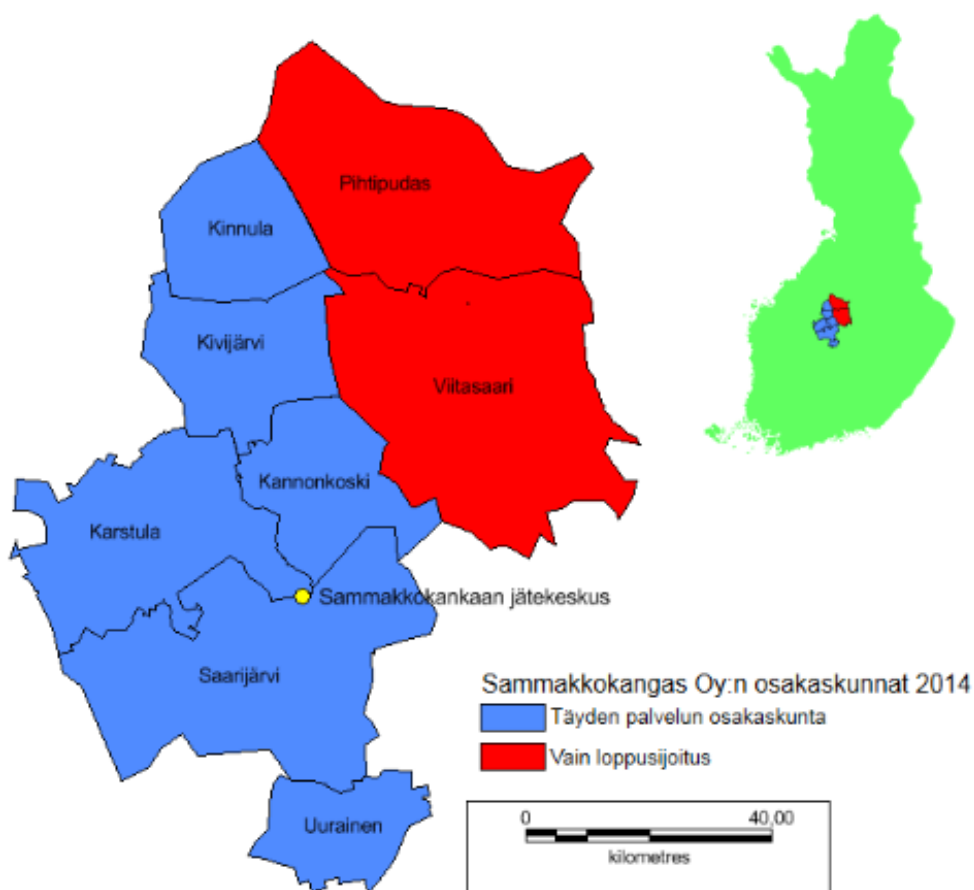 Pihtipudas
Kinnula
Kivijärvi
Viitasaari
Kannonkoski
Karstula
Sammakkokankaan jätekeskus
Saarijärvi
Uurainen
Sammakkokangas Oy:n osakaskunnat 2014
Täyden palvelun osakaskunta
Vain loppusijoitus
0 40,00
kilometres